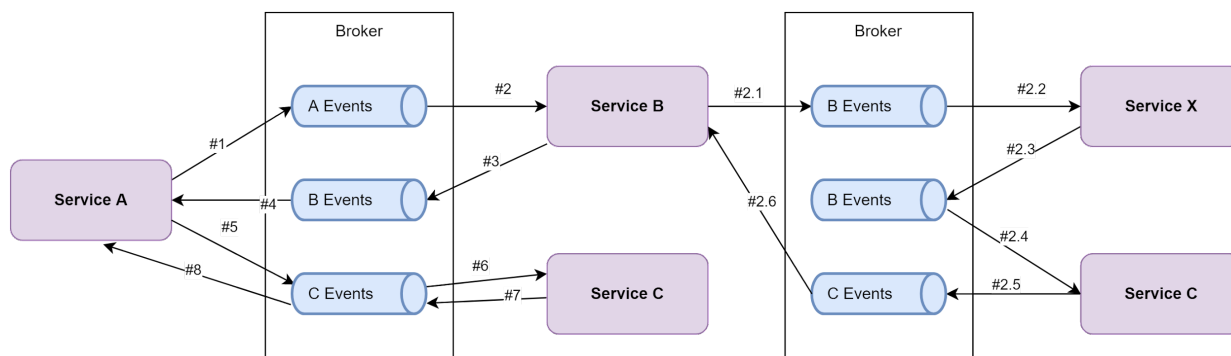 Broker
Broker
A Events
#2
Service B
#2.1
B Events
#2.2
Service X
#1
#3
#2.3
Service A
#4
B Events
#2.6
B Events
#5
#2.4
#8
C Events
#6
#7
Service C
C Events
#2.5
Service C